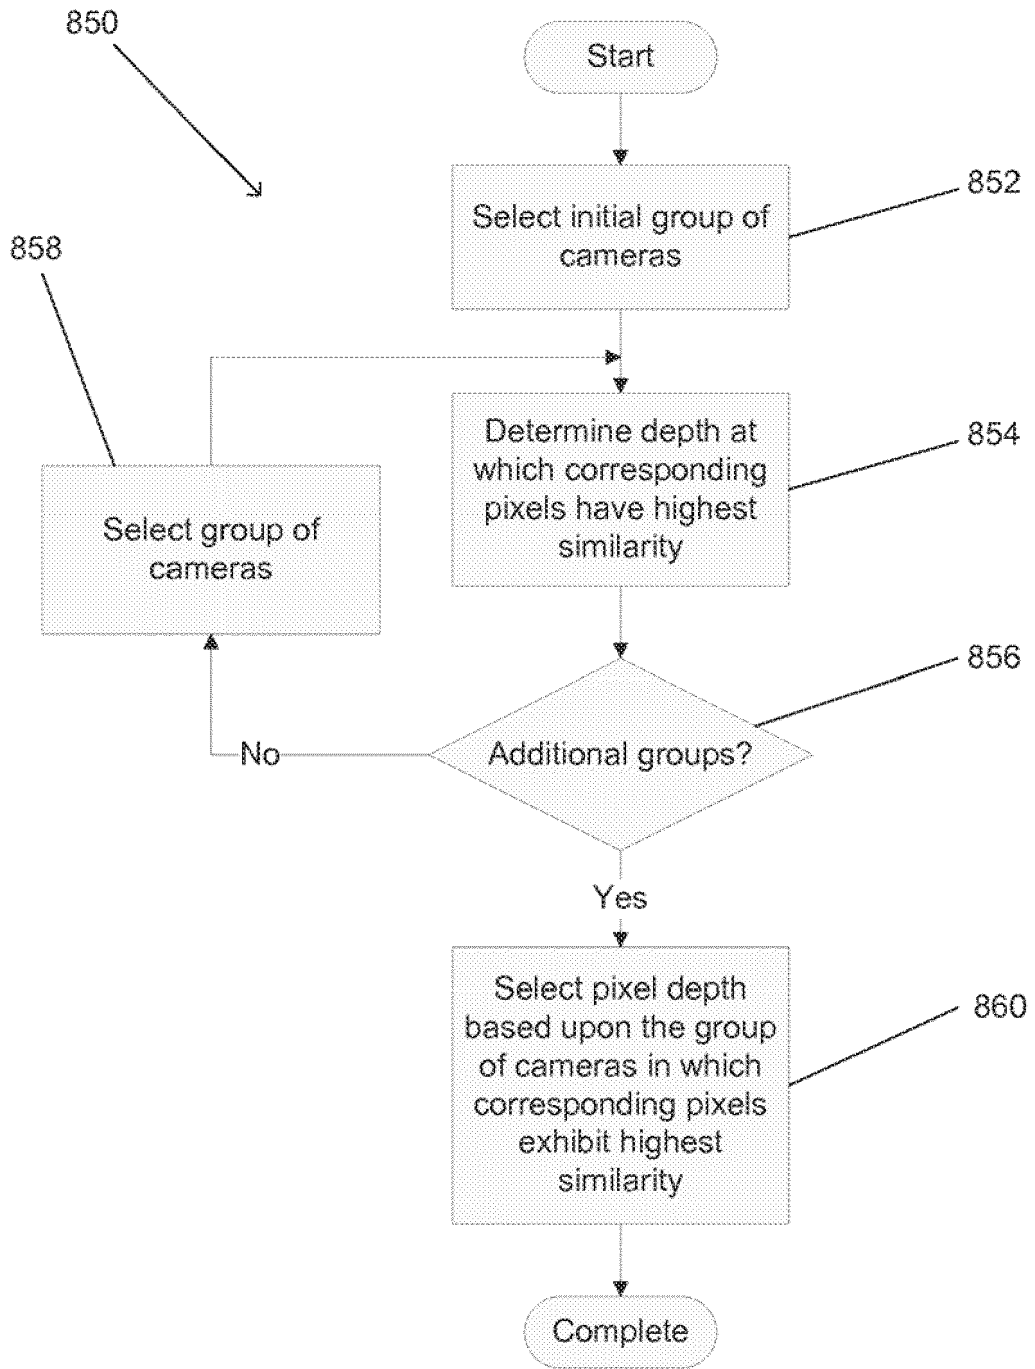 850
Start
852
Select initial group of
cameras
858
Determine depth at
which corresponding
pixels have highest
similarity
854
Select group of
cameras
856
Additional groups?
No
Yes
Select pixel depth
based upon the group
of cameras in which
corresponding pixels
exhibit highest
similarity
860
Complete